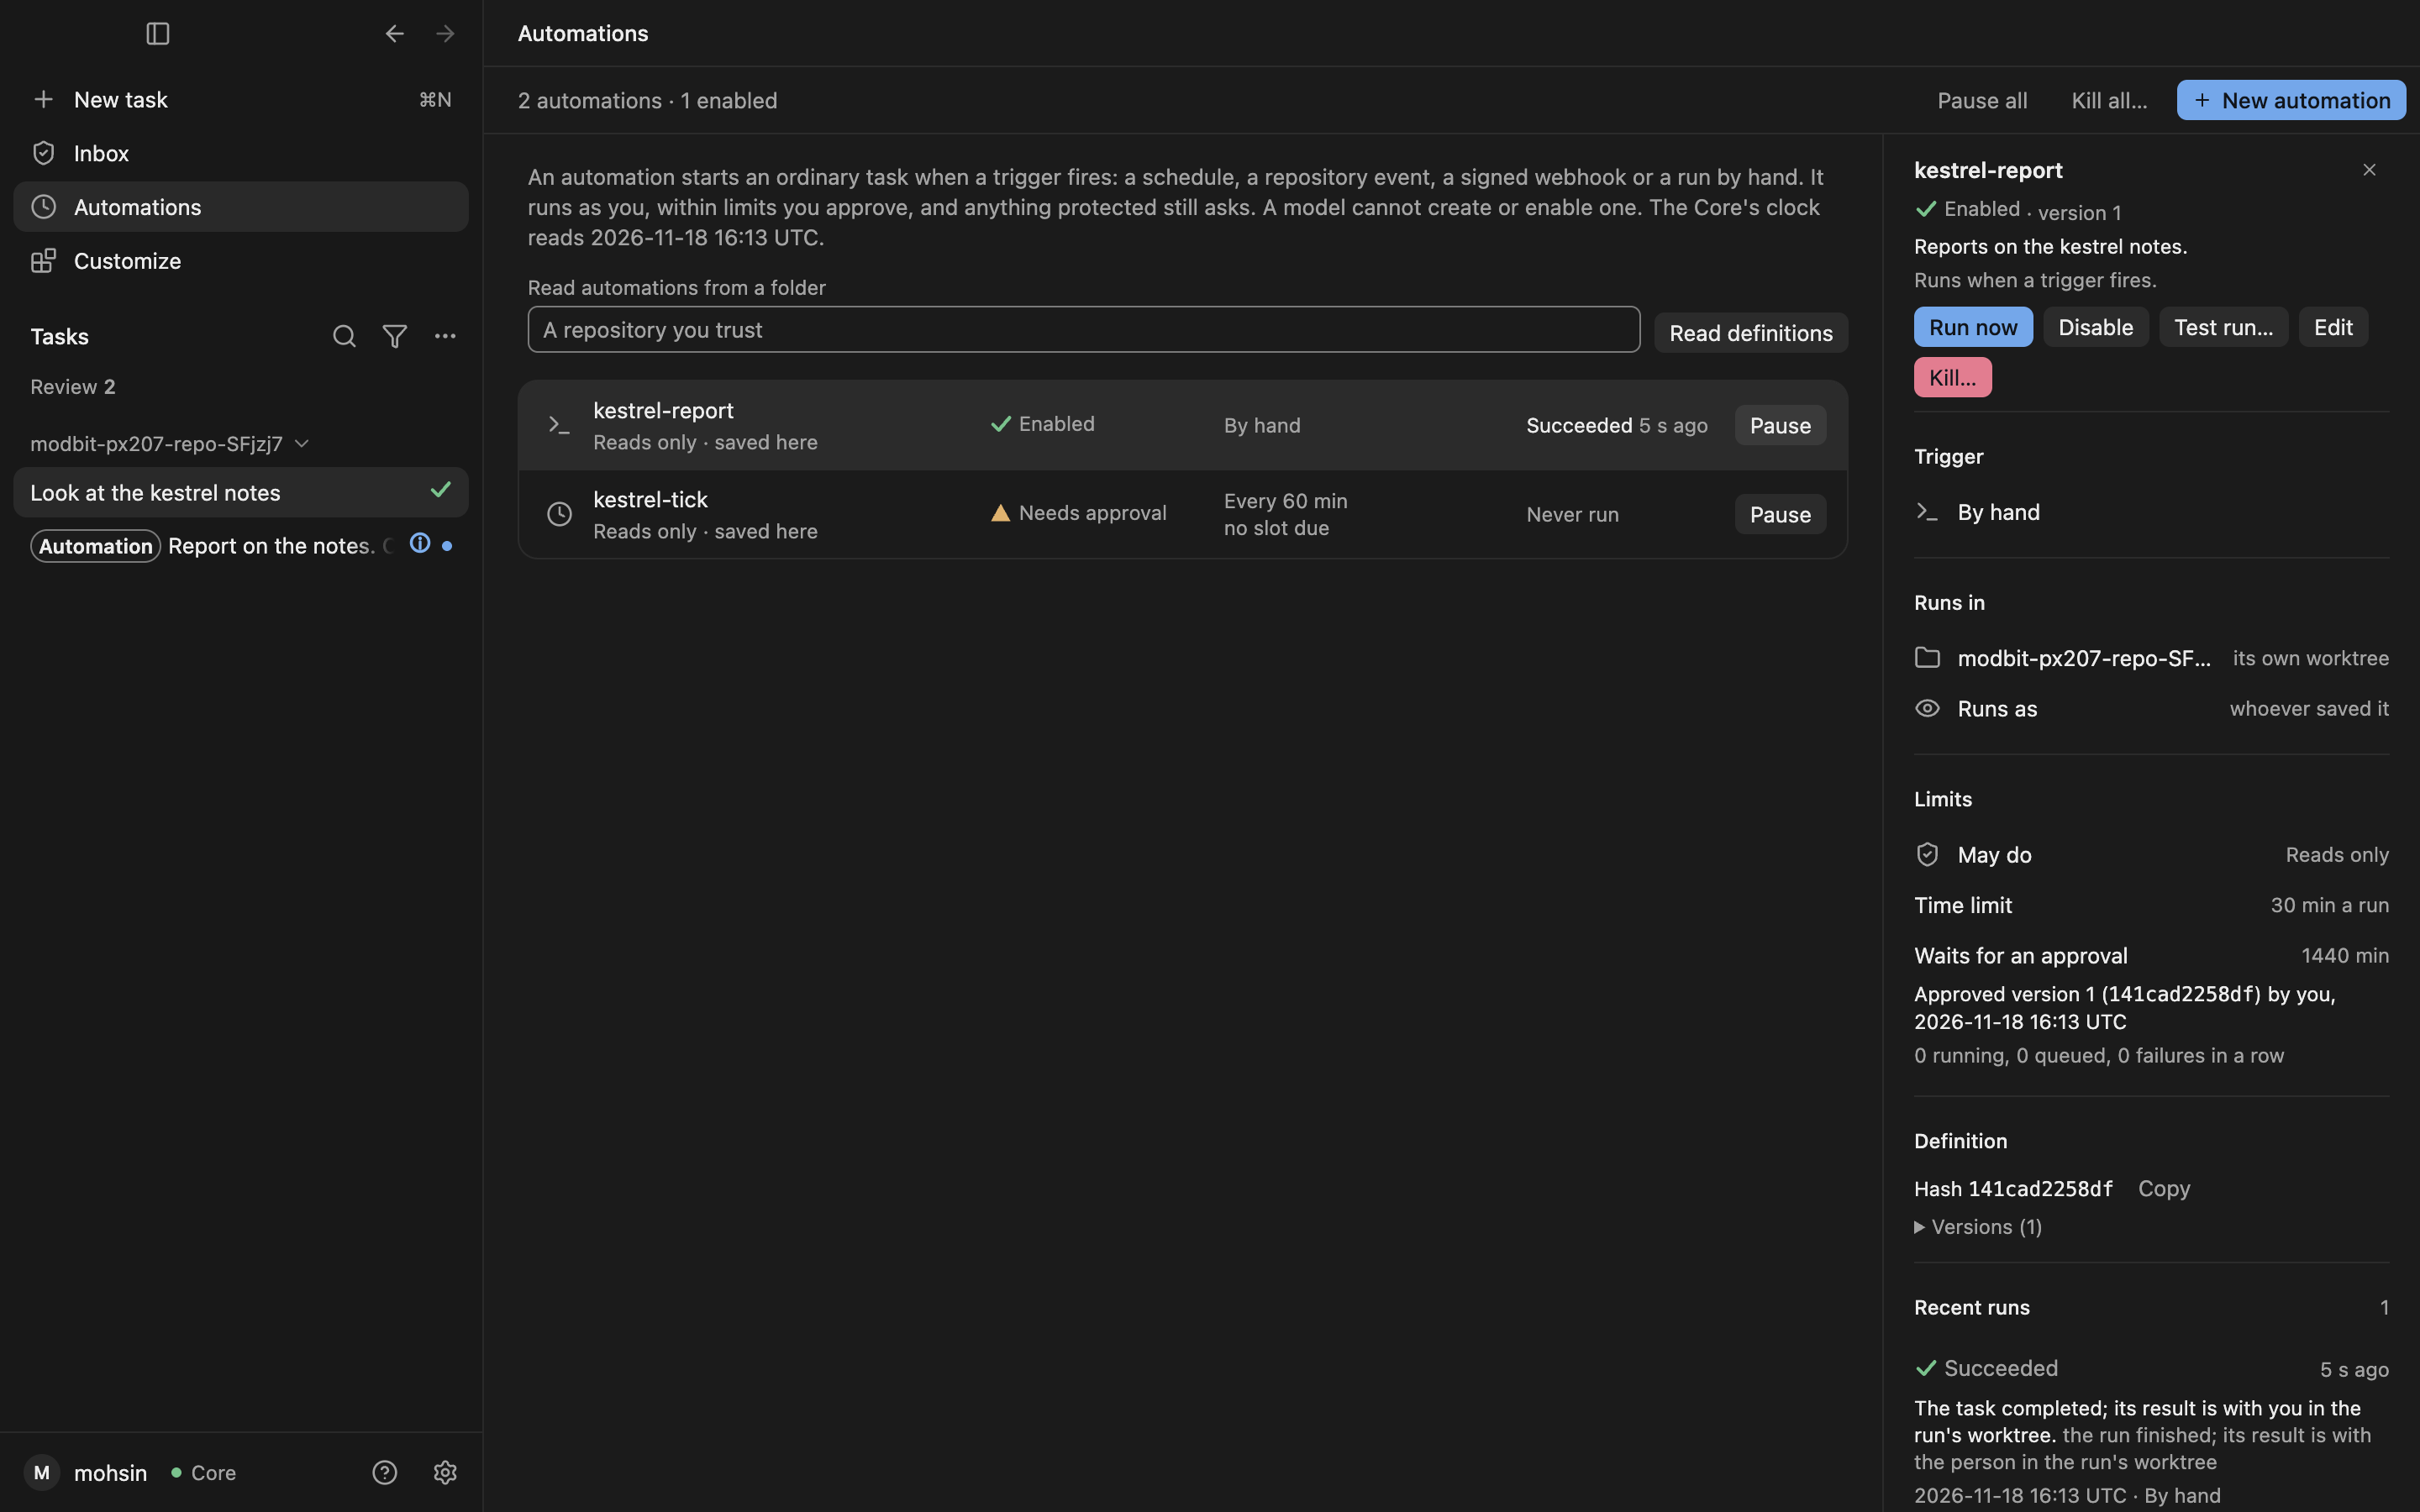 New task ⌘N
Inbox
Automations
Customize
Tasks
Review 2
modbit-px207-repo-SFjzj7
Look at the kestrel notes
Automation Report on the notes.
M mohsin Core
Automations
2 automations · 1 enabled
Pause all Kill all... + New automation
An automation starts an ordinary task when a trigger fires: a schedule, a repository event, a signed webhook or a run by hand. It
runs as you, within limits you approve, and anything protected still asks. A model cannot create or enable one. The Core's clock
reads 2026-11-18 16:13 UTC.
Read automations from a folder
A repository you trust Read definitions
kestrel-report
Reads only · saved here
Enabled
By hand
Succeeded 5 s ago
Pause
kestrel-tick
Reads only · saved here
Needs approval
Every 60 min
no slot due
Never run
Pause
kestrel-report
Enabled · version 1
Reports on the kestrel notes.
Runs when a trigger fires.
Run now Disable Test run... Edit
Kill...
Trigger
By hand
Runs in
modbit-px207-repo-SF... its own worktree
Runs as whoever saved it
Limits
May do Reads only
Time limit 30 min a run
Waits for an approval 1440 min
Approved version 1 (141cad2258df) by you,
2026-11-18 16:13 UTC
0 running, 0 queued, 0 failures in a row
Definition
Hash 141cad2258df Copy
Versions (1)
Recent runs 1
Succeeded 5 s ago
The task completed; its result is with you in the
run's worktree. the run finished; its result is with
the person in the run's worktree
2026-11-18 16:13 UTC · By hand